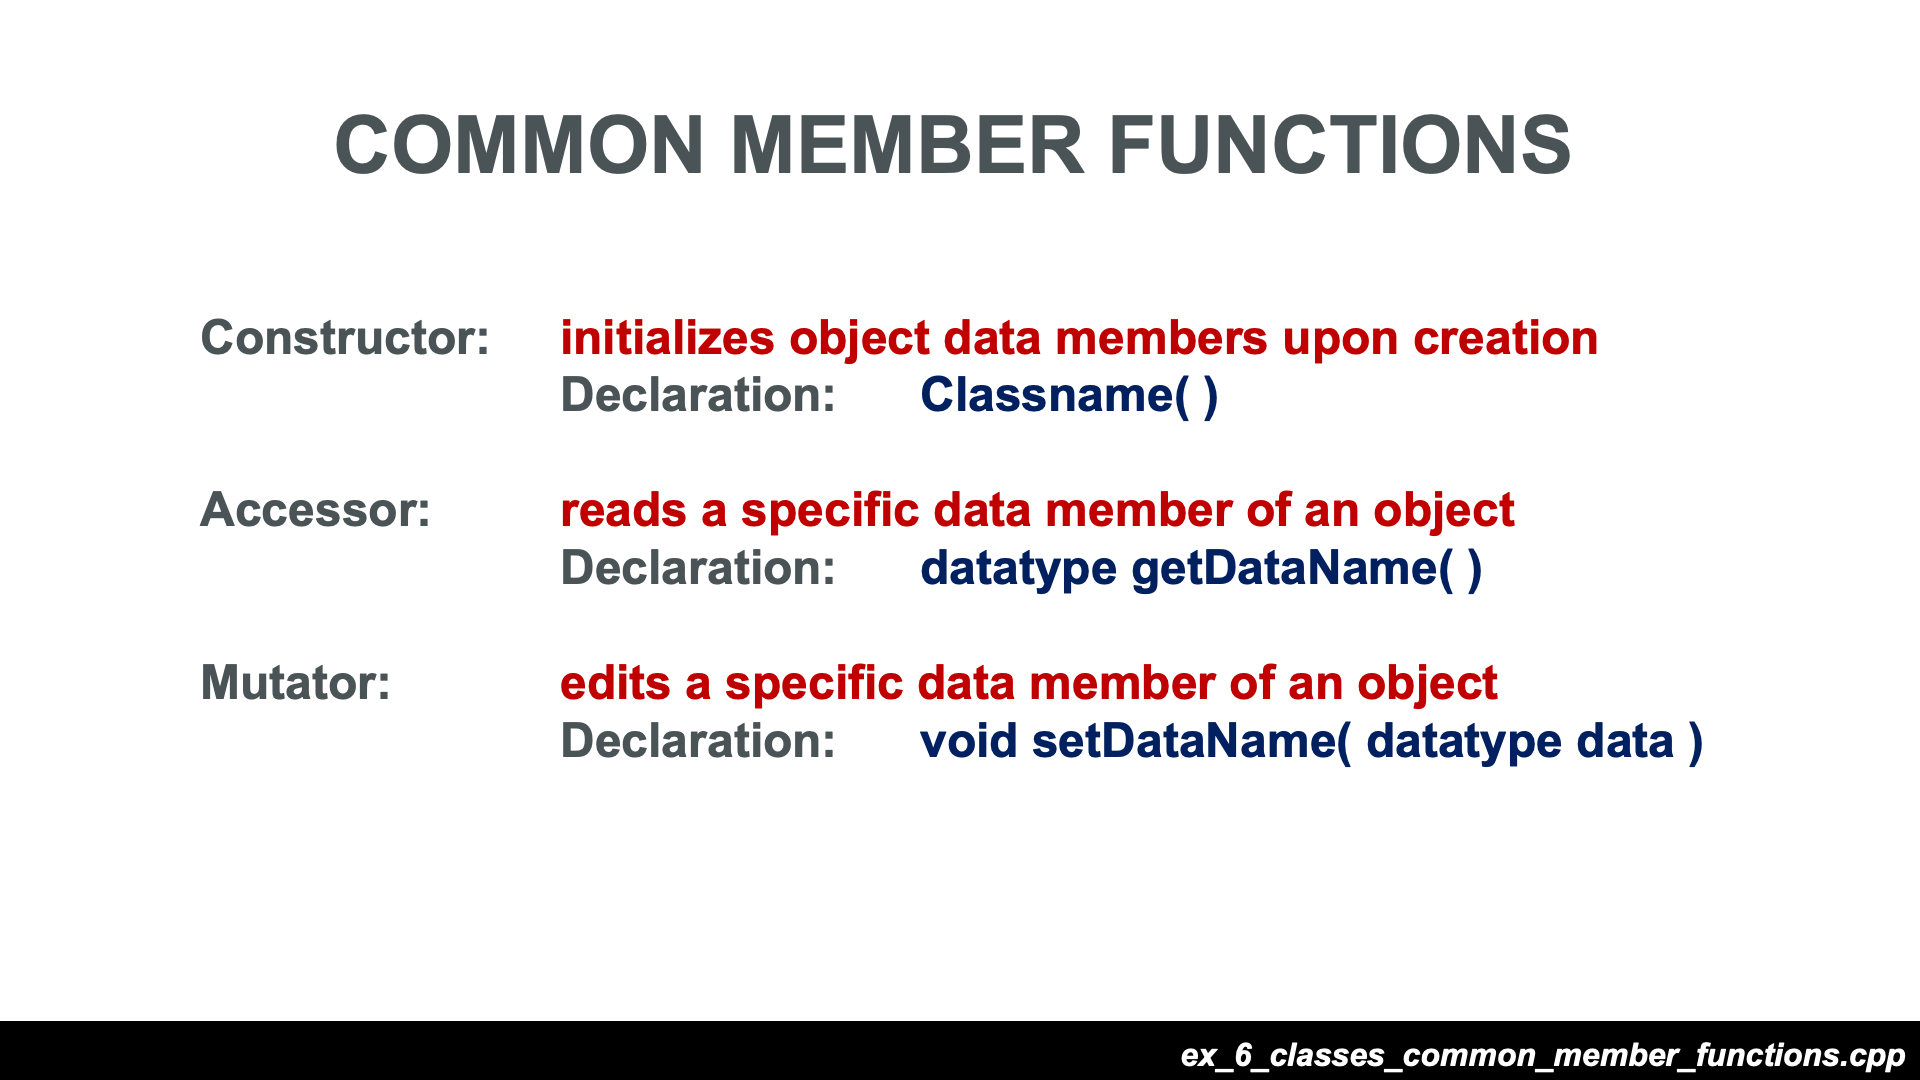 COMMON MEMBER FUNCTIONS
Constructor: initializes object data members upon creation
Declaration: Classname( )
Accessor: reads a specific data member of an object
Declaration: datatype getDataName( )
Mutator: edits a specific data member of an object
Declaration: void setDataName( datatype data )
ex_6_classes_common_member_functions.cpp